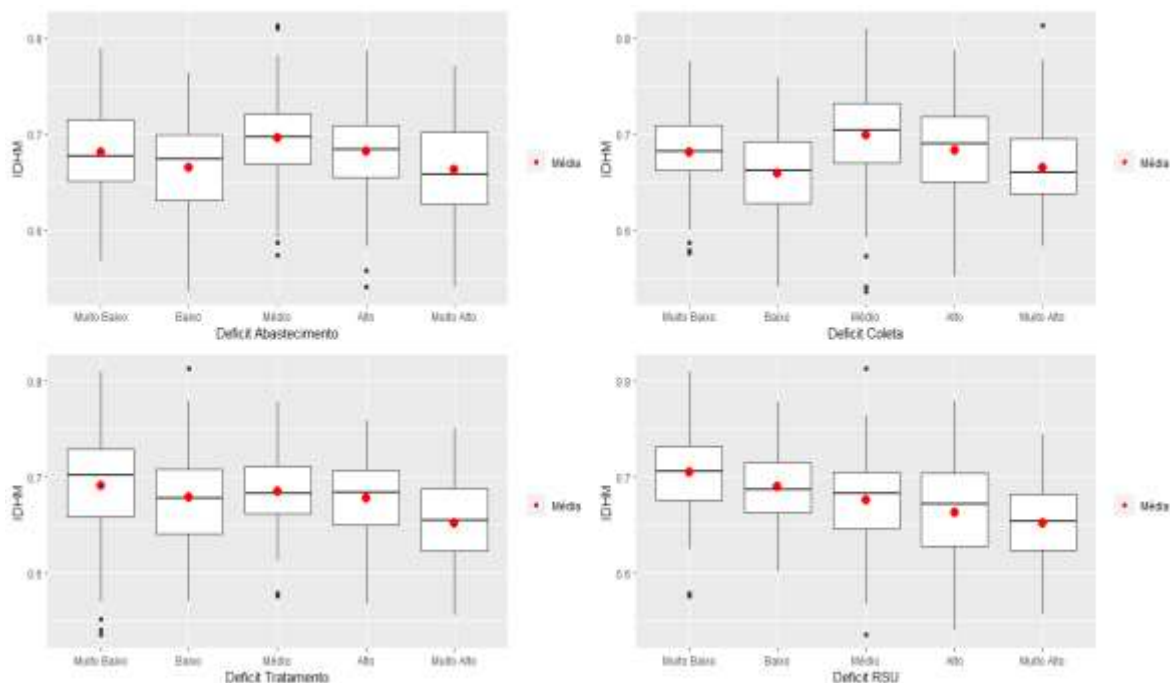 0.8
0.7
0.6
IDHM
Muito Baixo Baixo Médio Alto Muito Alto
Deficit Abastecimento
Média
0.8
0.7
0.6
IDHM
Muito Baixo Baixo Médio Alto Muito Alto
Deficit Coleta
Média
0.8
0.7
0.6
IDHM
Muito Baixo Baixo Médio Alto Muito Alto
Deficit Tratamento
Média
0.8
0.7
0.6
IDHM
Muito Baixo Baixo Médio Alto Muito Alto
Deficit RSU
Média